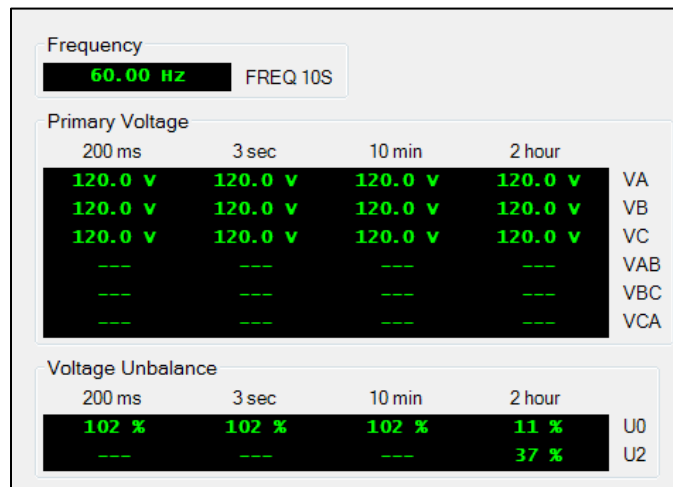 Frequency
60.00 Hz FREQ 10S
Primary Voltage
200 ms 3 sec 10 min 2 hour
120.0 V 120.0 V 120.0 V 120.0 V VA
120.0 V 120.0 V 120.0 V 120.0 V VB
120.0 V 120.0 V 120.0 V 120.0 V VC
--- --- --- --- VAB
--- --- --- --- VBC
--- --- --- --- VCA
Voltage Unbalance
200 ms 3 sec 10 min 2 hour
102 % 102 % 102 % 11 % U0
--- --- --- 37 % U2